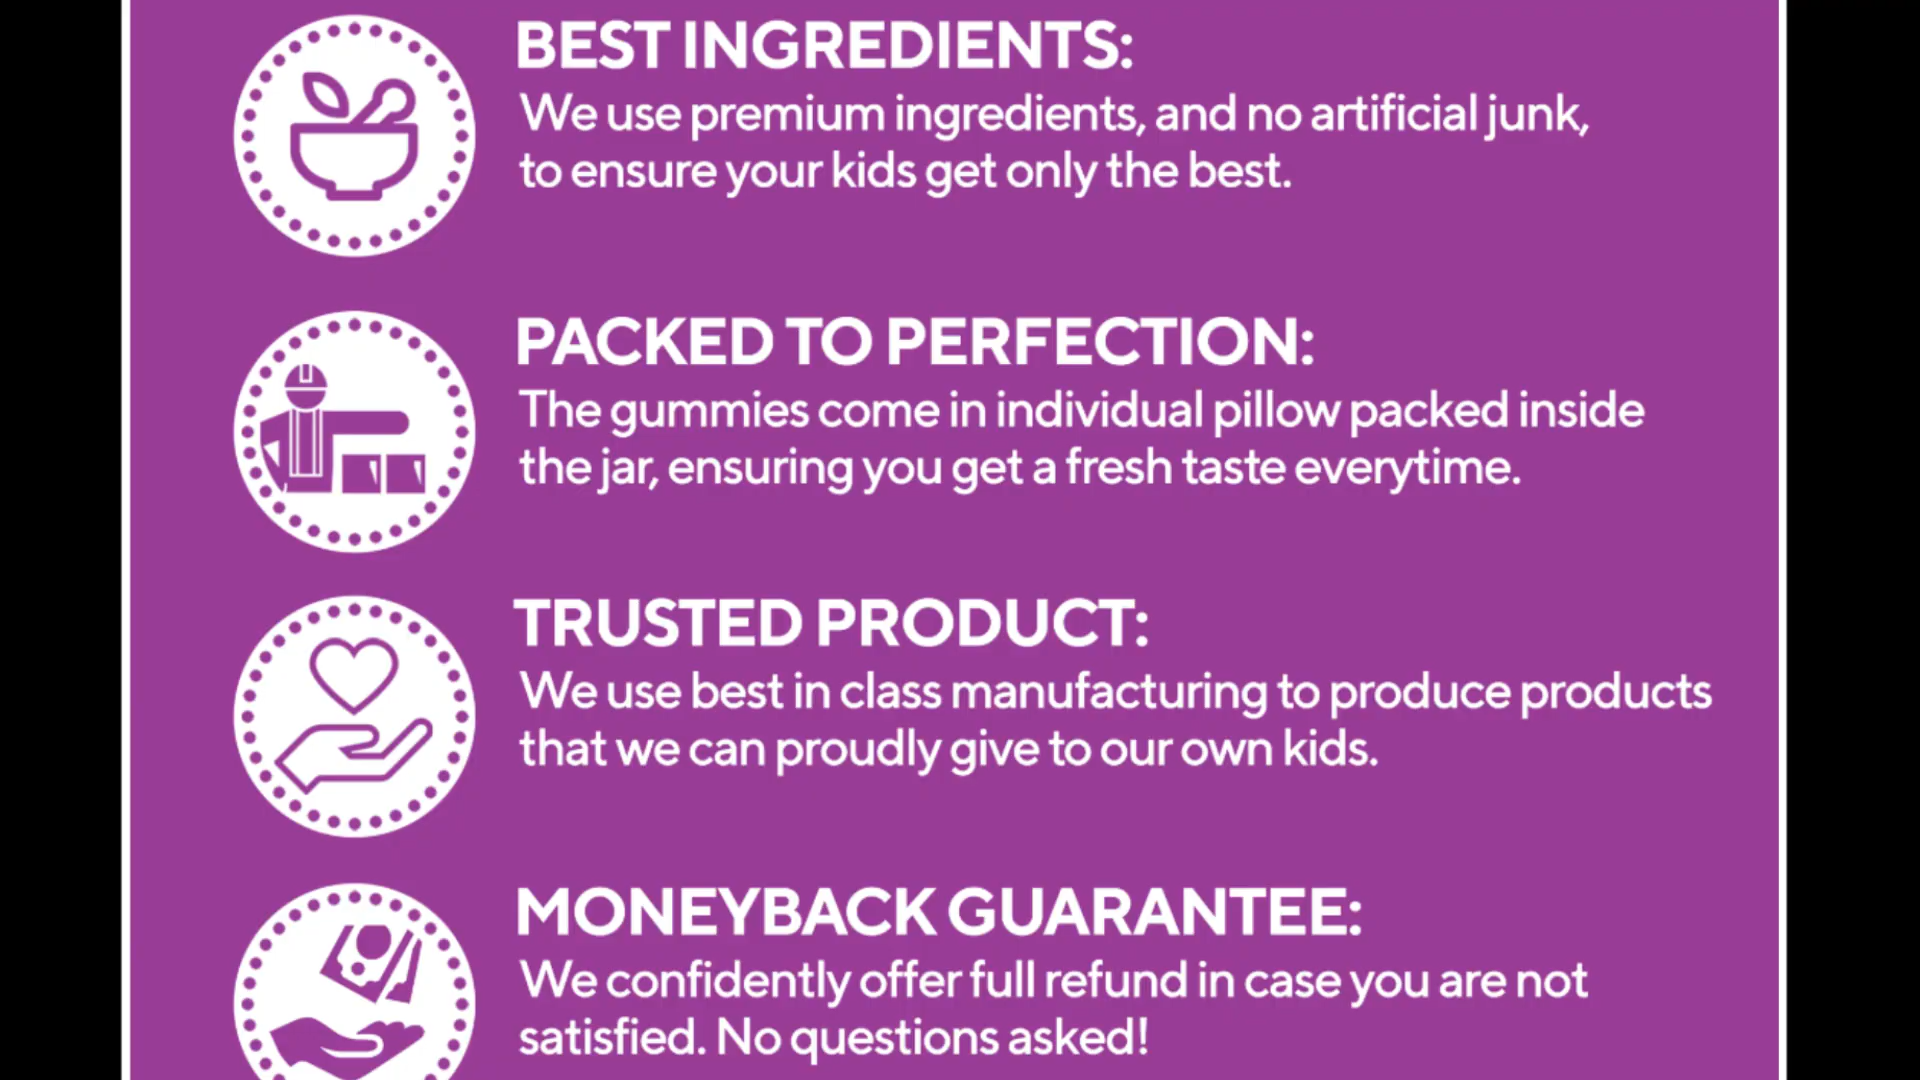 BEST INGREDIENTS:
We use premium ingredients, and no artificial junk,
to ensure your kids get only the best.
PACKED TO PERFECTION:
The gummies come in individual pillow packed inside
the jar, ensuring you get a fresh taste everytime.
TRUSTED PRODUCT:
We use best in class manufacturing to produce products
that we can proudly give to our own kids.
MONEYBACK GUARANTEE:
We confidently offer full refund in case you are not
satisfied. No questions asked!